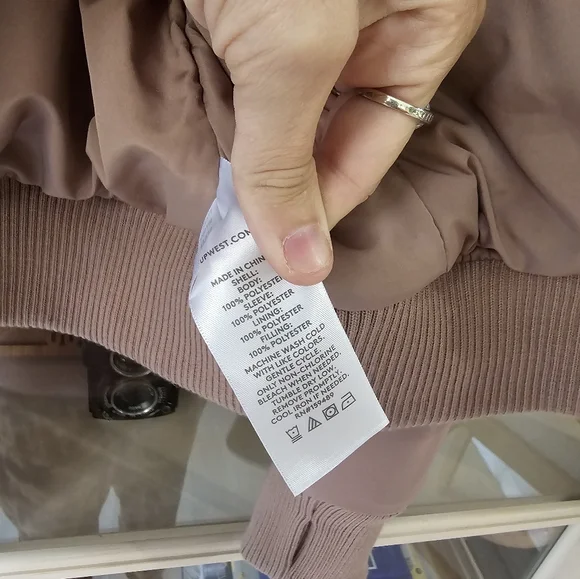 UPWEST.COM
MADE IN CHINA
SHELL:
BODY:
100% POLYESTER
SLEEVE:
100% POLYESTER
LINING:
100% POLYESTER
FILLING:
100% POLYESTER
MACHINE WASH COLD
WITH LIKE COLORS.
GENTLE CYCLE.
ONLY NON-CHLORINE
BLEACH WHEN NEEDED.
TUMBLE DRY LOW.
REMOVE PROMPTLY.
COOL IRON IF NEEDED.
RN#159489